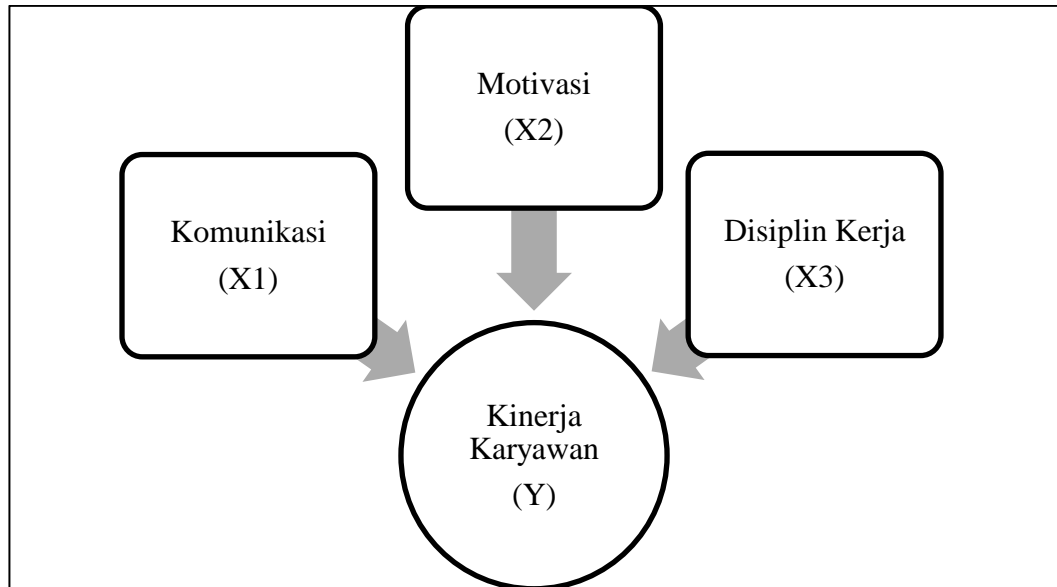 Motivasi
(X2)
Komunikasi
(X1)
Disiplin Kerja
(X3)
Kinerja
Karyawan
(Y)